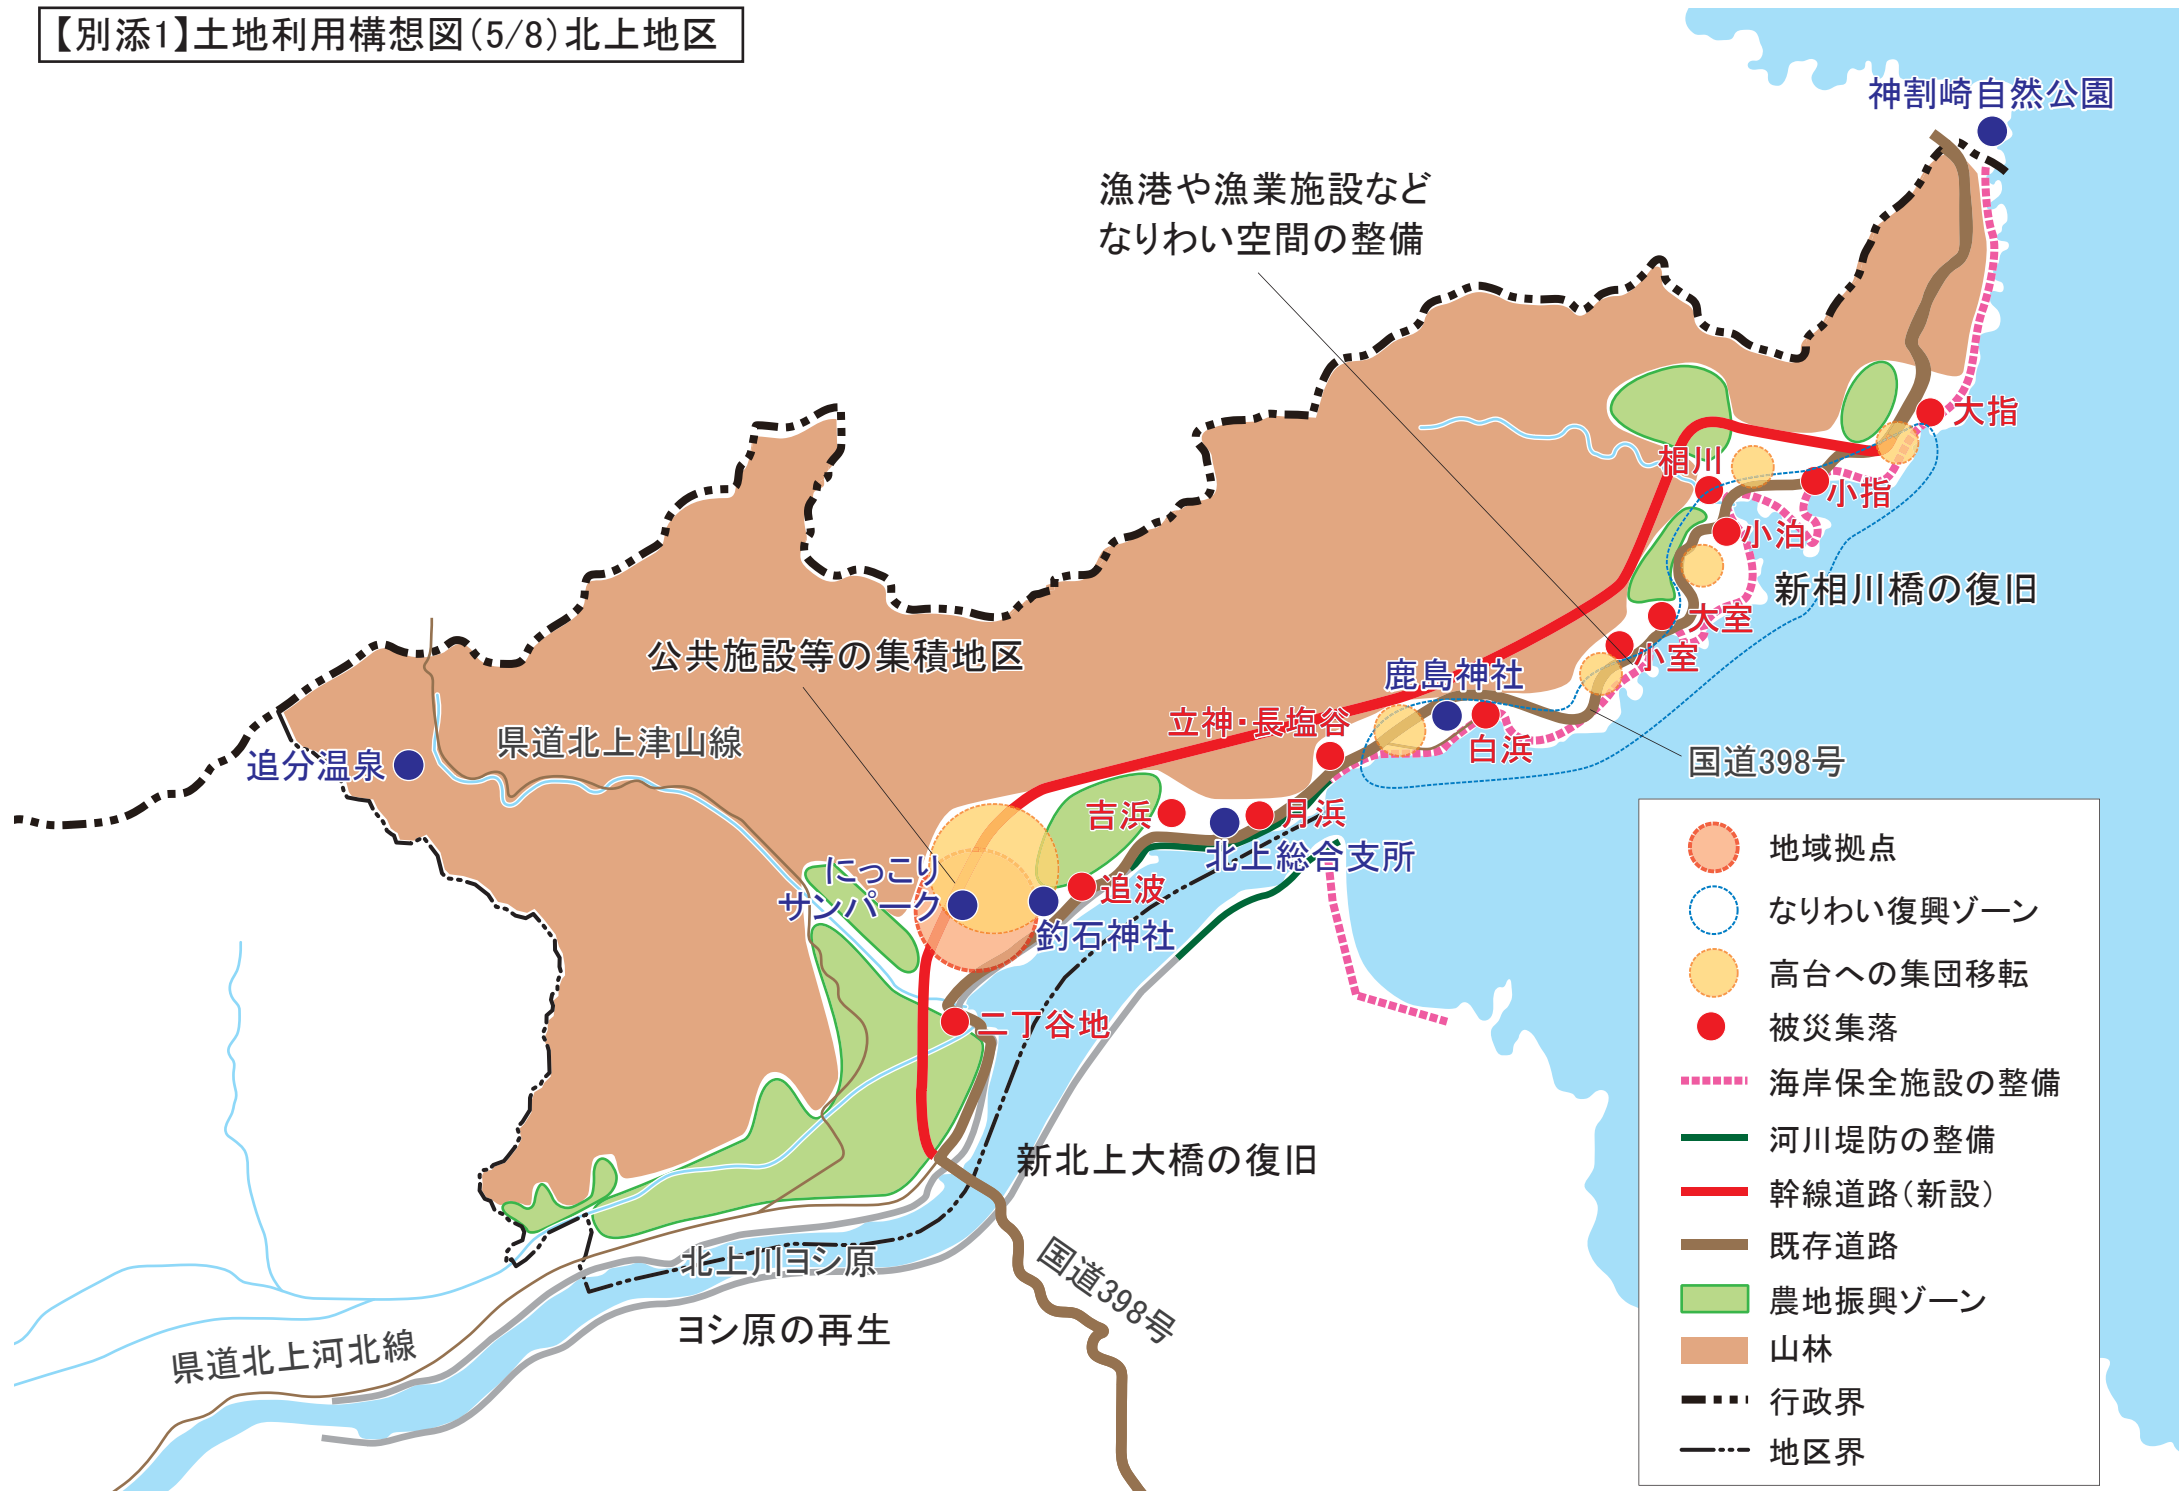 【別添1】土地利用構想図(5/8)北上地区
神割崎自然公園
漁港や漁業施設など
なりわい空間の整備
大指
相川
小指
小泊
新相川橋の復旧
大室
小室
公共施設等の集積地区
鹿島神社
立神・長塩谷
白浜
国道398号
県道北上津山線
追分温泉
吉浜
月浜
北上総合支所
にっこり
サンパーク
追波
釣石神社
二丁谷地
新北上大橋の復旧
北上川ヨシ原
国道398号
ヨシ原の再生
県道北上河北線
地域拠点
なりわい復興ゾーン
高台への集団移転
被災集落
海岸保全施設の整備
河川堤防の整備
幹線道路(新設)
既存道路
農地振興ゾーン
山林
行政界
地区界